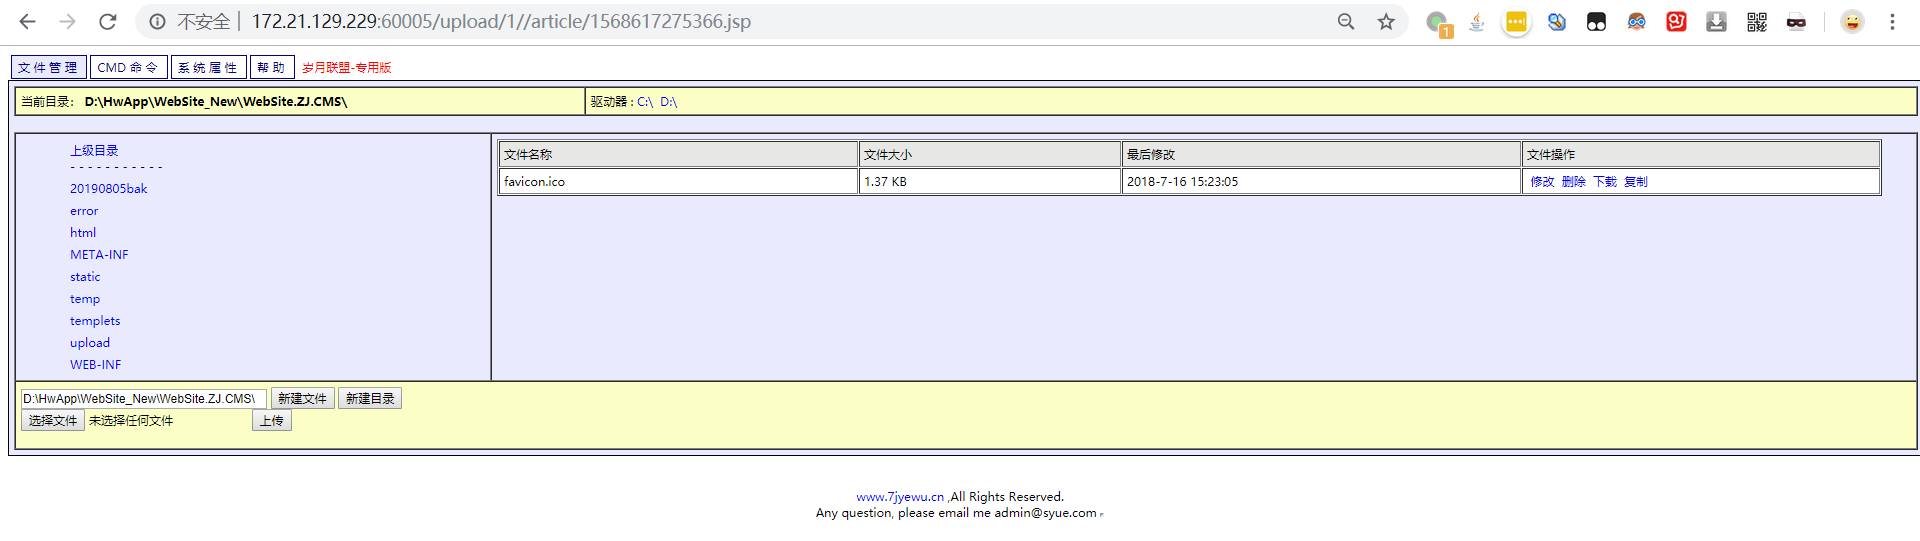 不安全 | 172.21.129.229:60005/upload/1//article/1568617275366.jsp
1
文件管理 CMD命令 系统属性 帮助 岁月联盟-专用版
当前目录: D:\HwApp\WebSite_New\WebSite.ZJ.CMS\ 驱动器 : C:\ D:\
上级目录
- - - - - - - - - - -
20190805bak
error
html
META-INF
static
temp
templets
upload
WEB-INF
文件名称 文件大小 最后修改 文件操作
favicon.ico 1.37 KB 2018-7-16 15:23:05 修改 删除 下载 复制
D:\HwApp\WebSite_New\WebSite.ZJ.CMS\ 新建文件 新建目录
选择文件 未选择任何文件 上传
www.7jyewu.cn ,All Rights Reserved.
Any question, please email me admin@syue.com